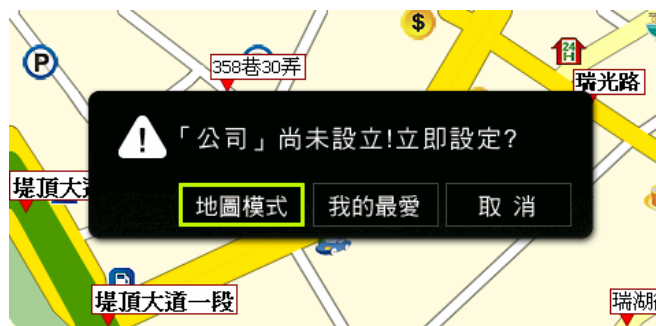 $
P
24
H
358巷30弄
瑞光路
「公司」尚未設立!立即設定?
堤頂大
地圖模式
我的最愛
取 消
堤頂大道一段
瑞湖